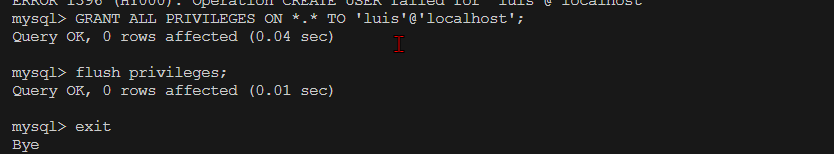 ERROR 1396 (HY000): Operation CREATE USER failed for 'luis'@'localhost'
mysql> GRANT ALL PRIVILEGES ON *.* TO 'luis'@'localhost';
Query OK, 0 rows affected (0.04 sec)
mysql> flush privileges;
Query OK, 0 rows affected (0.01 sec)
mysql> exit
Bye